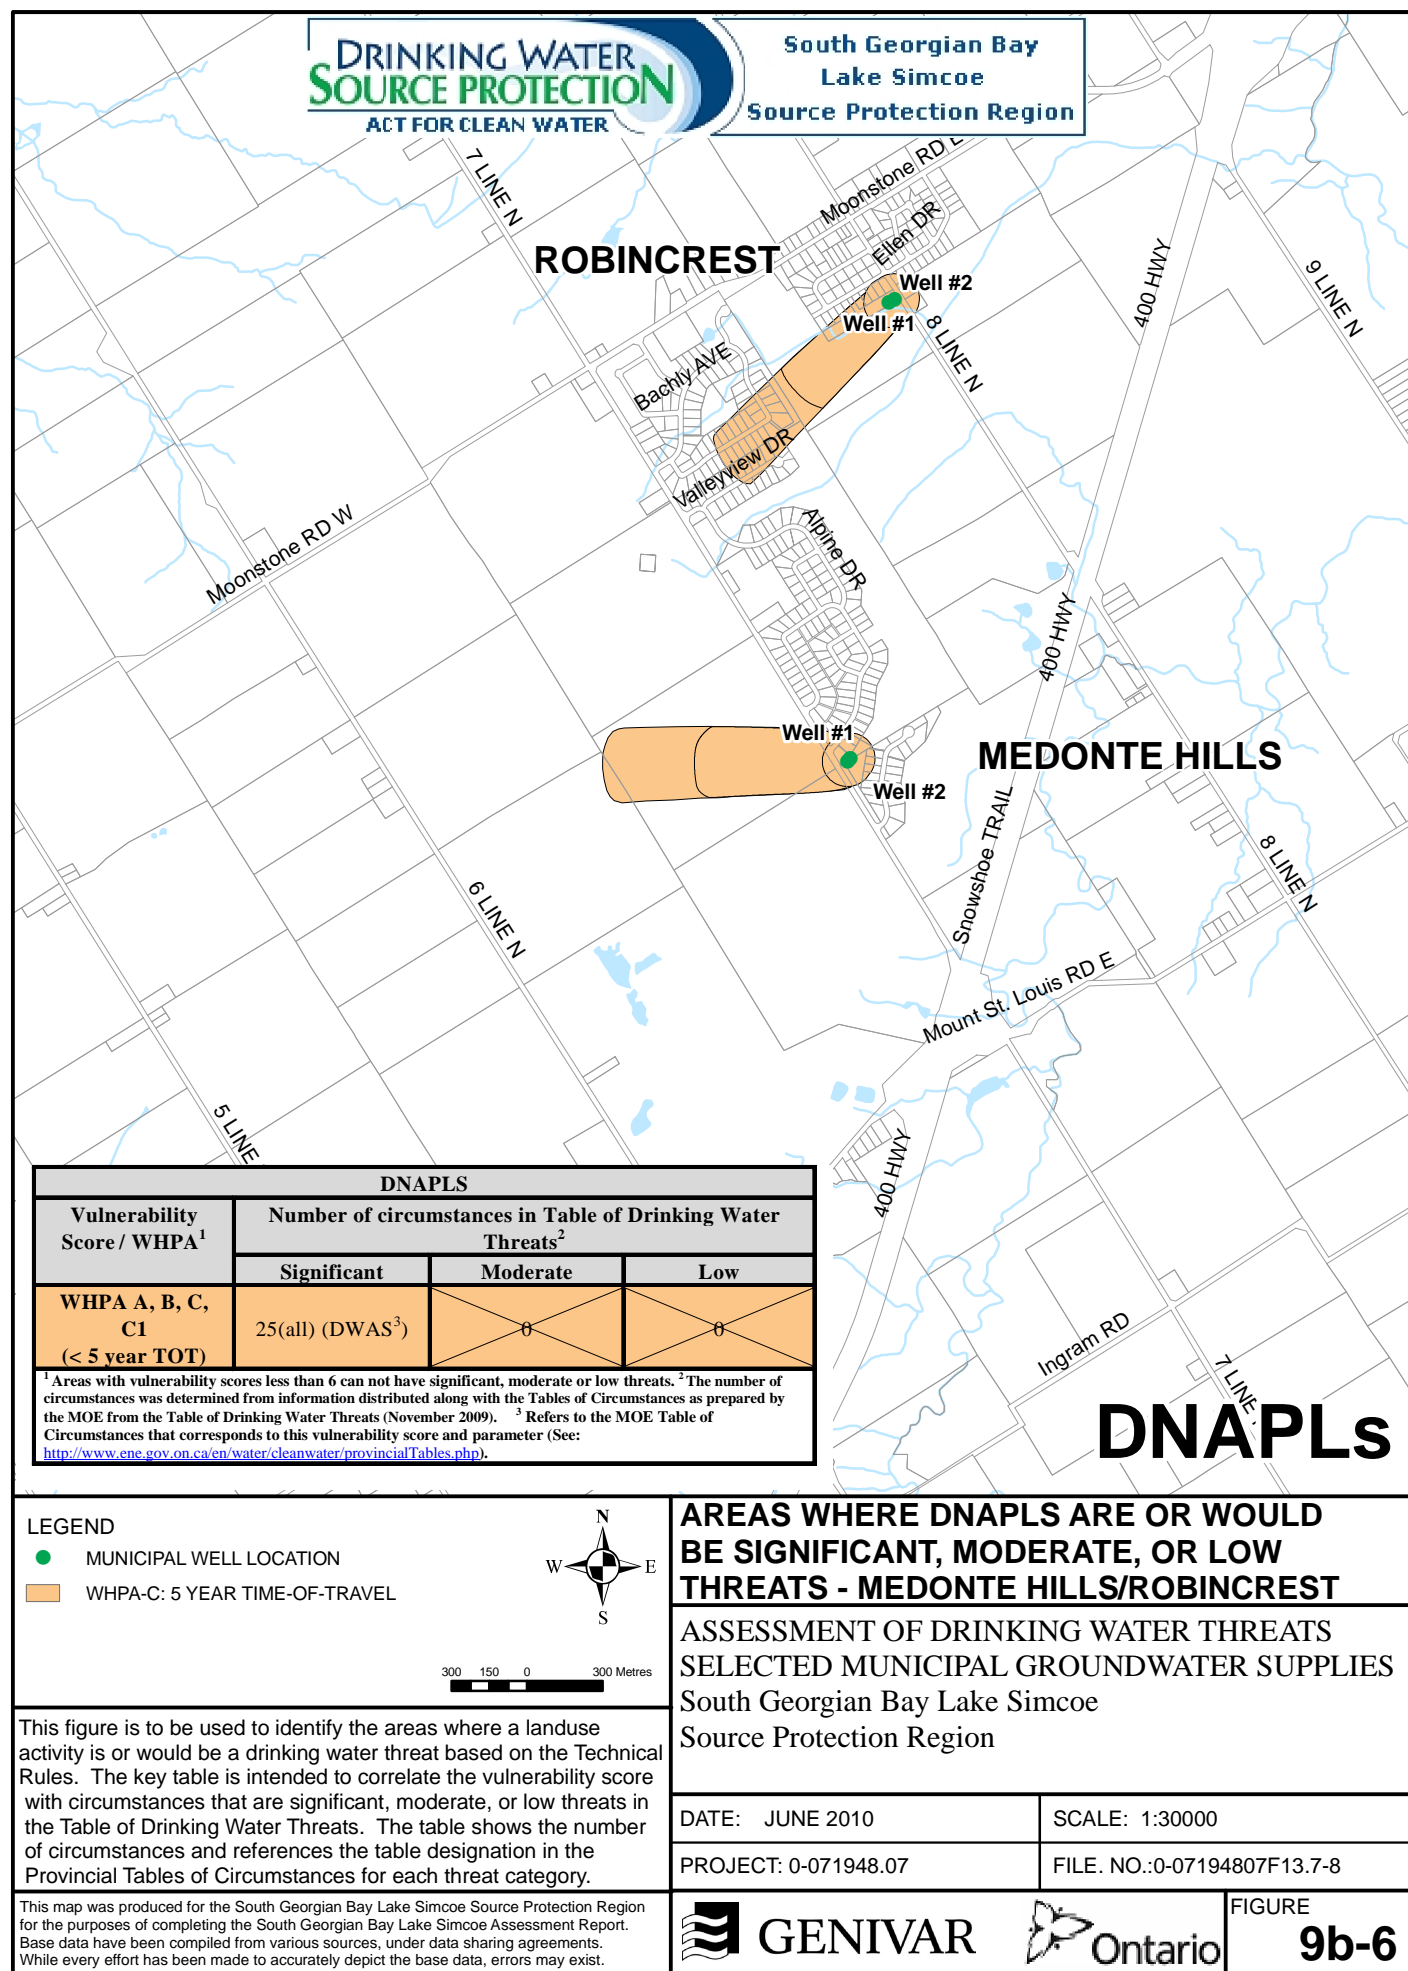 DRINKING WATER
SOURCE PROTECTION
ACT FOR CLEAN WATER
South Georgian Bay
Lake Simcoe
Source Protection Region
7 LINE N
Moonstone RD E
Ellen DR
ROBINCREST
400 HWY
9 LINE N
Well #2
Well #1
8 LINE N
Bachly AVE
Valleyview DR
Alpine DR
Moonstone RD W
400 HWY
Well #1
MEDONTE HILLS
Well #2
Snowshoe TRAIL
8 LINE N
6 LINE N
Mount St. Louis RD E
5 LINE
400 HWY
Ingram RD
7 LINE
DNAPLs
DNAPLS
Vulnerability
Score / WHPA1
Number of circumstances in Table of Drinking Water
Threats2
Significant Moderate Low
WHPA A, B, C,
C1
(< 5 year TOT)
25(all) (DWAS3) 0 0
1 Areas with vulnerability scores less than 6 can not have significant, moderate or low threats. 2 The number of
circumstances was determined from information distributed along with the Tables of Circumstances as prepared by
the MOE from the Table of Drinking Water Threats (November 2009). 3 Refers to the MOE Table of
Circumstances that corresponds to this vulnerability score and parameter (See:
http://www.ene.gov.on.ca/en/water/cleanwater/provincialTables.php).
LEGEND
MUNICIPAL WELL LOCATION
WHPA-C: 5 YEAR TIME-OF-TRAVEL
N
W E
S
300 150 0 300 Metres
This figure is to be used to identify the areas where a landuse
activity is or would be a drinking water threat based on the Technical
Rules. The key table is intended to correlate the vulnerability score
with circumstances that are significant, moderate, or low threats in
the Table of Drinking Water Threats. The table shows the number
of circumstances and references the table designation in the
Provincial Tables of Circumstances for each threat category.
This map was produced for the South Georgian Bay Lake Simcoe Source Protection Region
for the purposes of completing the South Georgian Bay Lake Simcoe Assessment Report.
Base data have been compiled from various sources, under data sharing agreements.
While every effort has been made to accurately depict the base data, errors may exist.
AREAS WHERE DNAPLS ARE OR WOULD
BE SIGNIFICANT, MODERATE, OR LOW
THREATS - MEDONTE HILLS/ROBINCREST
ASSESSMENT OF DRINKING WATER THREATS
SELECTED MUNICIPAL GROUNDWATER SUPPLIES
South Georgian Bay Lake Simcoe
Source Protection Region
DATE: JUNE 2010
SCALE: 1:30000
PROJECT: 0-071948.07
FILE. NO.:0-07194807F13.7-8
GENIVAR
Ontario
FIGURE
9b-6